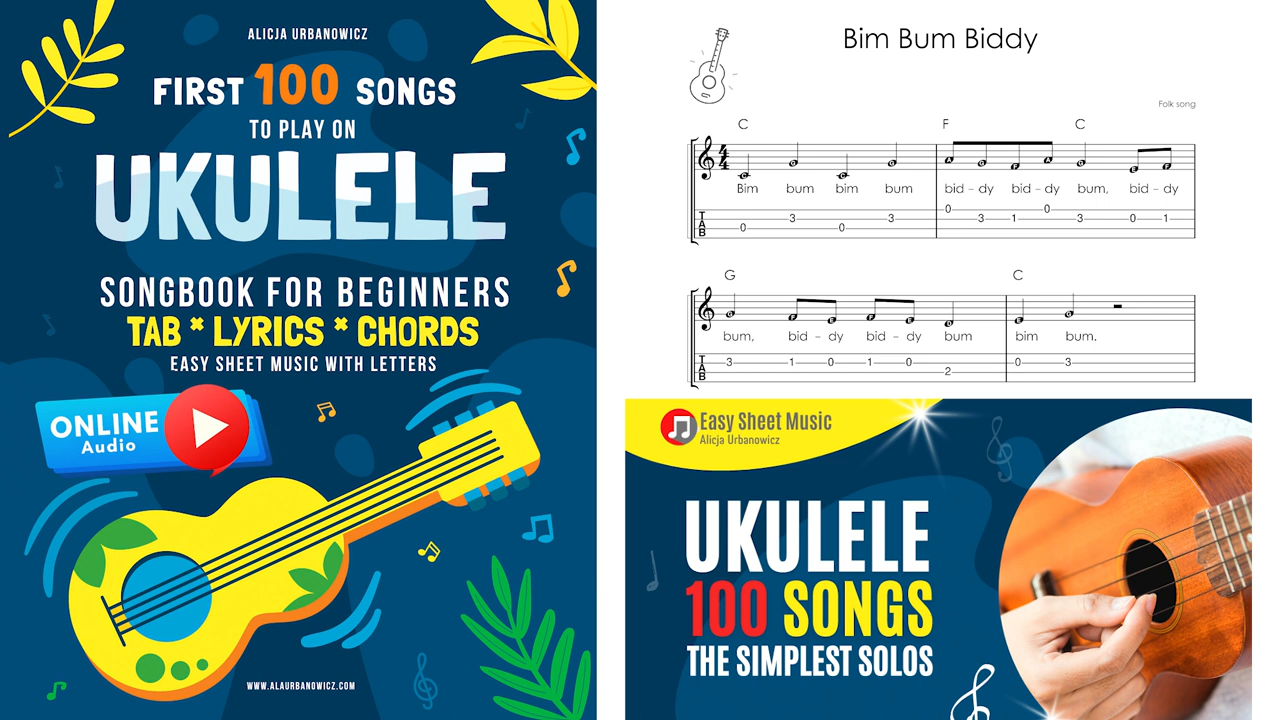 ALICJA URBANOWICZ
FIRST 100 SONGS
TO PLAY ON
UKULELE
SONGBOOK FOR BEGINNERS
TAB * LYRICS * CHORDS
EASY SHEET MUSIC WITH LETTERS
ONLINE
Audio
WWW.ALAURBANOWICZ.COM
Bim Bum Biddy
Folk song
C F C
4
4
C G C G A G F A G E F
Bim bum bim bum bid - dy bid - dy bum, bid - dy
T
A
B
0 3 0 3 0 3 1 0 3 0 1
G C
G F E F E D E G
bum, bid - dy bid - dy bum bim bum.
T
A
B
3 1 0 1 0 2 0 3
Easy Sheet Music
Alicja Urbanowicz
UKULELE
100 SONGS
THE SIMPLEST SOLOS